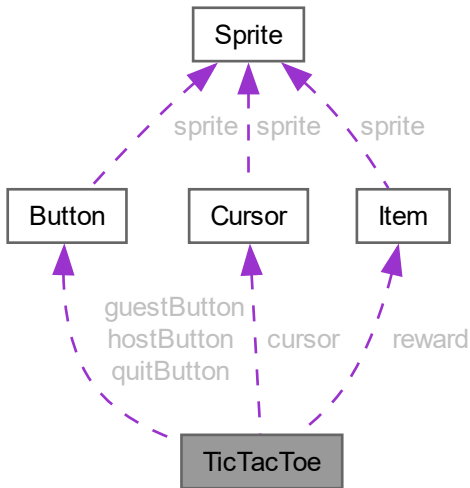 Sprite
sprite sprite sprite
Button Cursor Item
guestButton
hostButton cursor reward
quitButton
TicTacToe